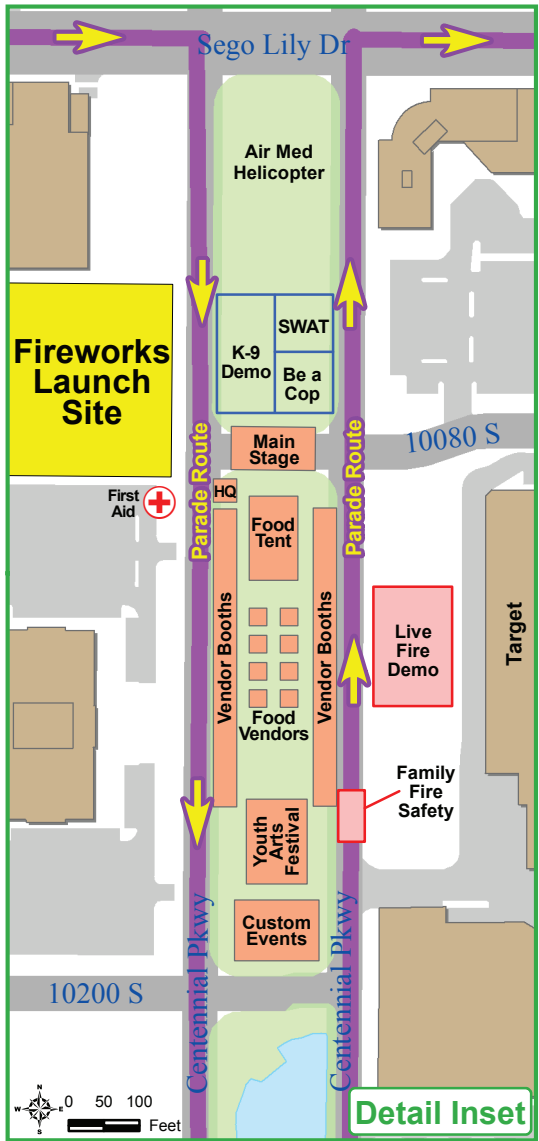 Sego Lily Dr
Air Med
Helicopter
SWAT
K-9
Demo
Be a
Cop
Fireworks
Launch
Site
Main
Stage
10080 S
Parade Route
Parade Route
First
Aid
HQ
Food
Tent
Vendor Booths
Vendor Booths
Live
Fire
Demo
Target
Food
Vendors
Family
Fire
Safety
Youth
Arts
Festival
Custom
Events
Centennial Pkwy
Centennial Pkwy
10200 S
N
W
E
S
0 50 100
Feet
Detail Inset